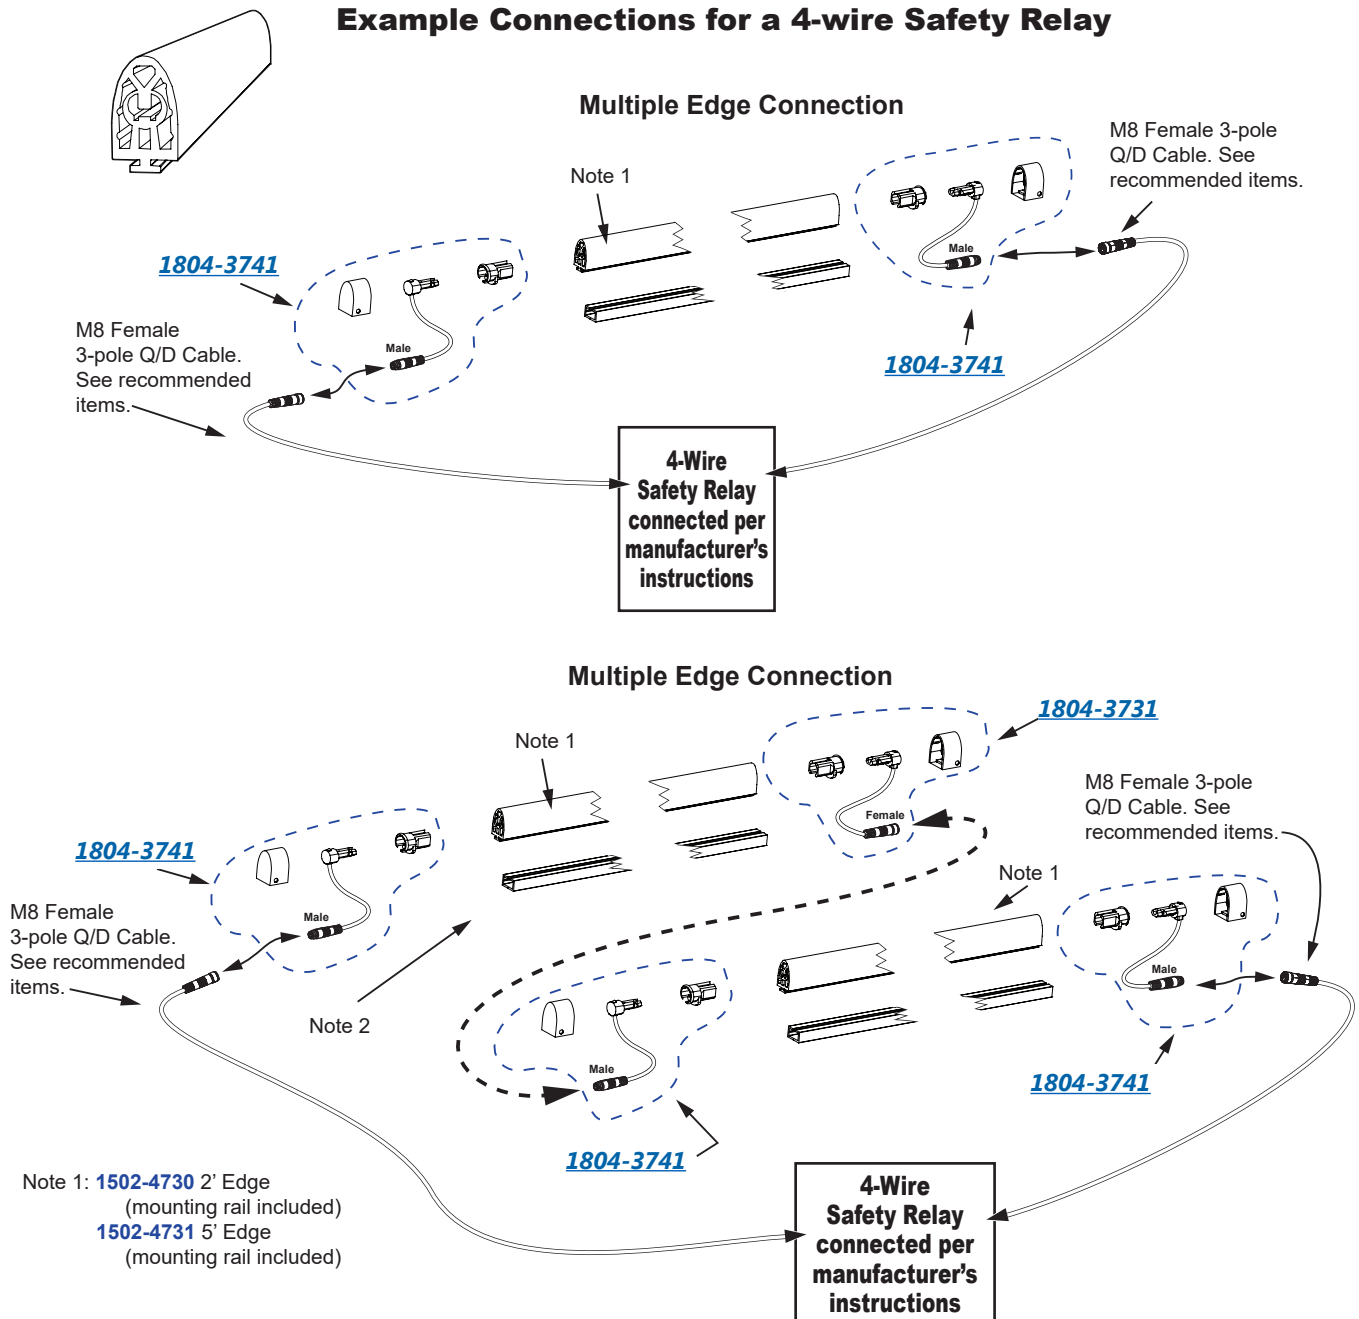 Example Connections for a 4-wire Safety Relay
Multiple Edge Connection
M8 Female 3-pole
Q/D Cable. See
recommended items.
Note 1
Male
1804-3741
1804-3741
M8 Female
3-pole Q/D Cable.
See recommended
items.
Male
4-Wire
Safety Relay
connected per
manufacturer's
instructions
Multiple Edge Connection
1804-3731
Note 1
M8 Female 3-pole
Q/D Cable. See
recommended items.
Female
1804-3741
Note 1
M8 Female
3-pole Q/D Cable.
See recommended
items.
Male
Male
Note 2
Male
1804-3741
1804-3741
Note 1: 1502-4730 2' Edge
(mounting rail included)
1502-4731 5' Edge
(mounting rail included)
4-Wire
Safety Relay
connected per
manufacturer's
instructions